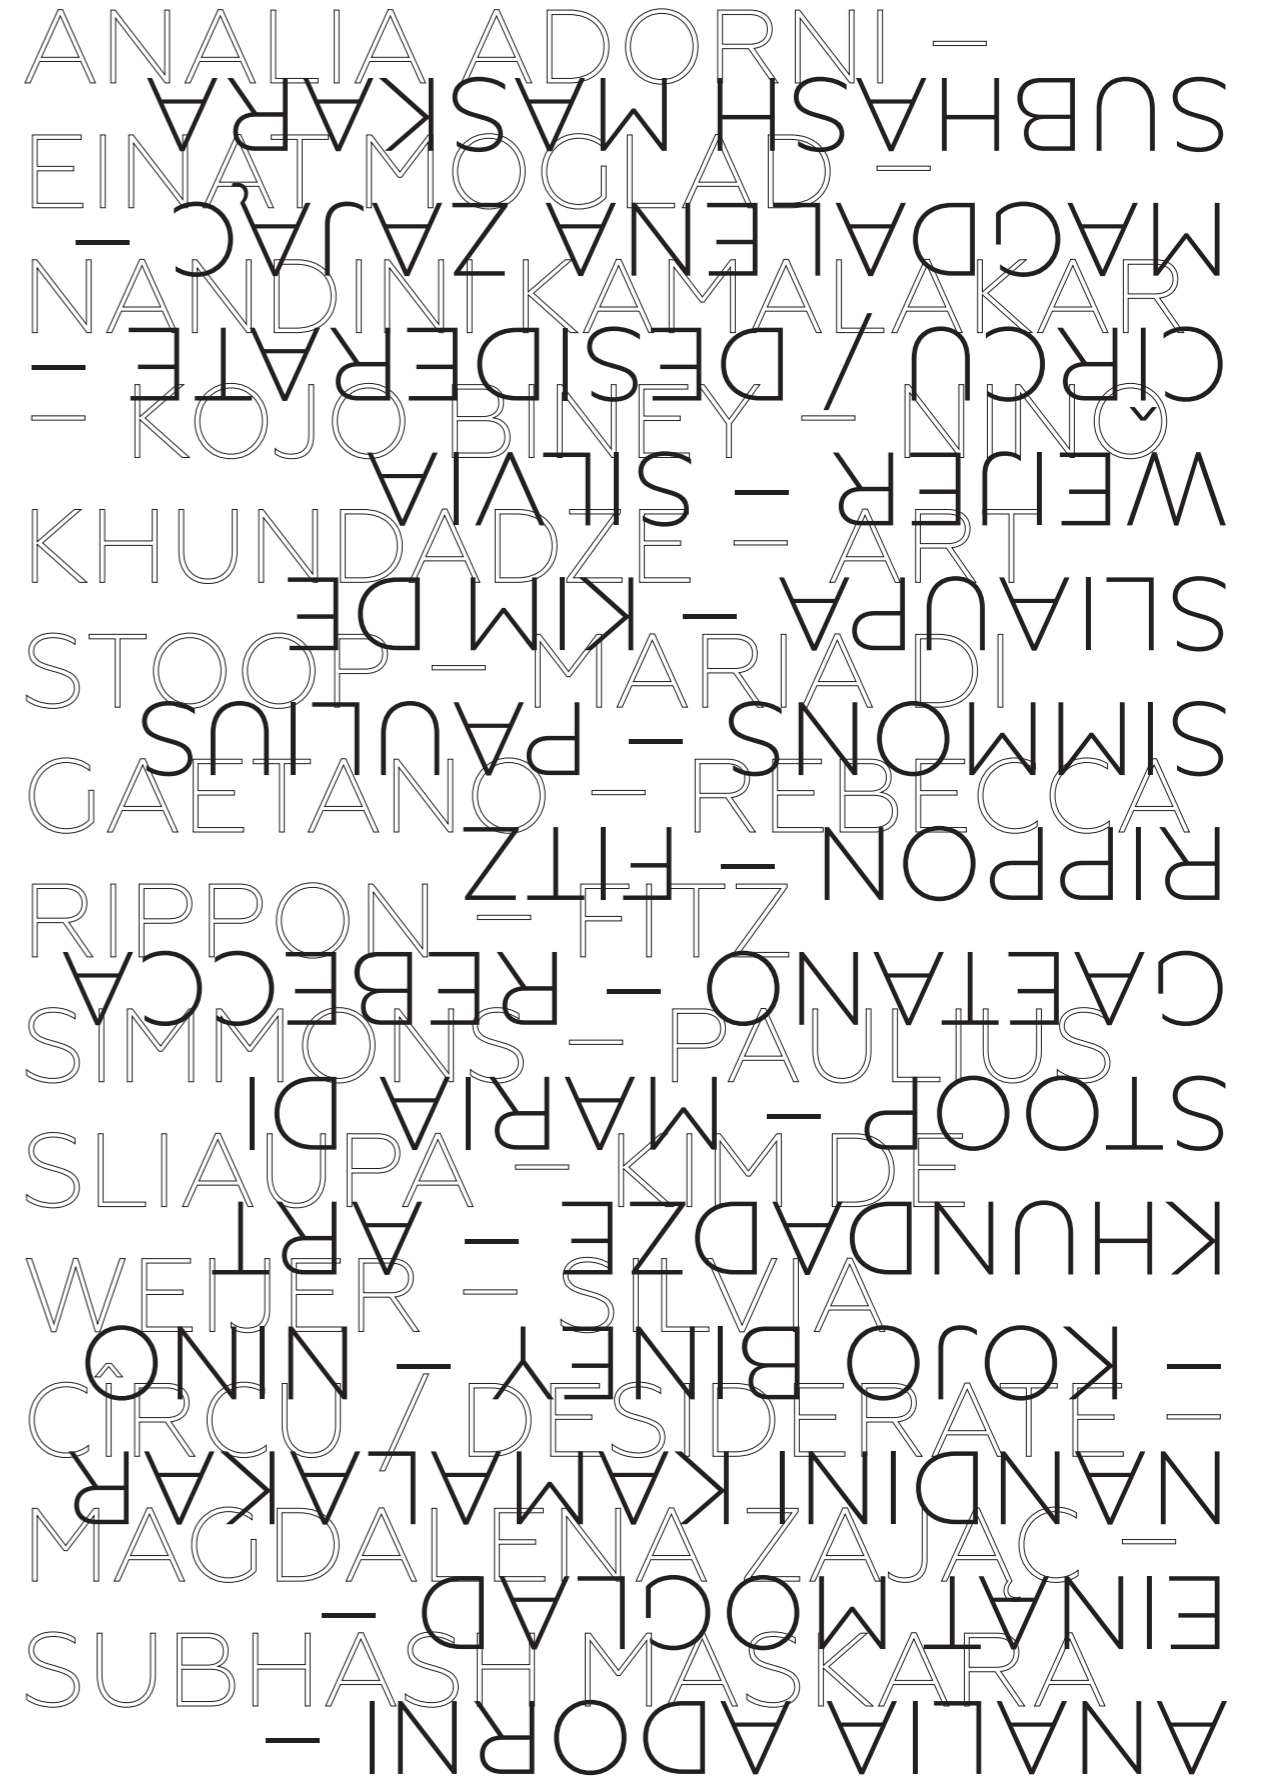 ANALIA ADORNI –
EINAT MOGLAD –
NANDINI KAMALAKAR
– KOJO BINEY – NINO
KHUNDADZE – ART
STOOP – MARIA DI
GAETANO – REBECCA
RIPPON – FITZ
SIMMONS – PAULIUS
SLIAUPA – KIM DE
WEIJER – SILVIA
CÎRCU / DESIDERATE –
MAGDALENA ZAJĄC –
SUBHASH MASKARA
ANALIA ADORNI –
EINAT MOGLAD –
NANDINI KAMALAKAR
– KOJO BINEY – NINO
KHUNDADZE – ART
STOOP – MARIA DI
GAETANO – REBECCA
RIPPON – FITZ
SIMMONS – PAULIUS
SLIAUPA – KIM DE
WEIJER – SILVIA
CÎRCU / DESIDERATE –
MAGDALENA ZAJĄC –
SUBHASH MASKARA